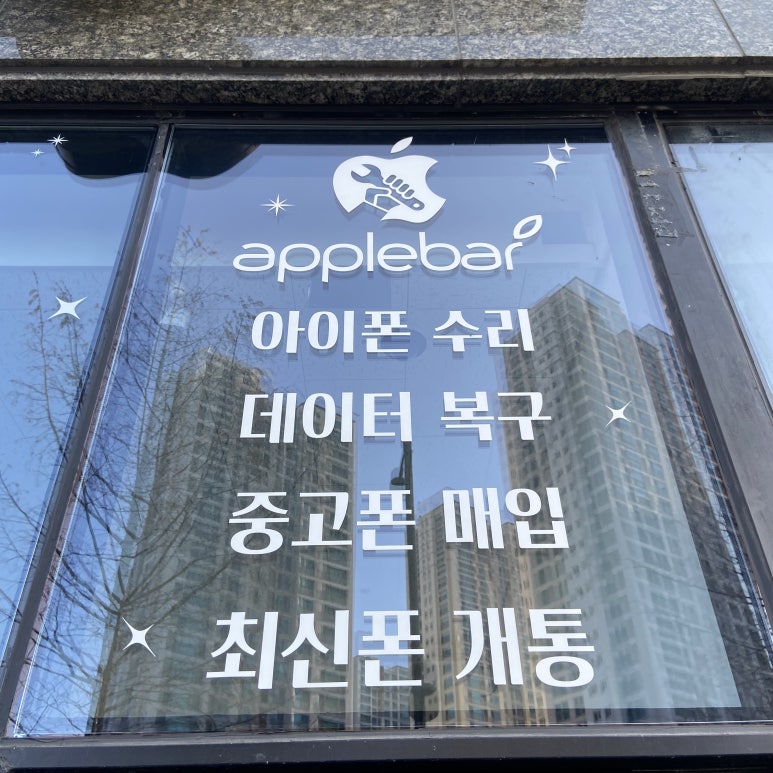 applebar
아이폰 수리
데이터 복구
중고폰 매입
최신폰 개통